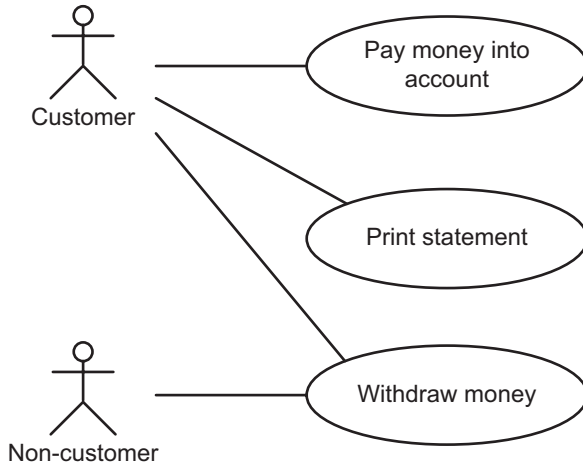 Pay money into
account
Customer
Print statement
Withdraw money
Non-customer